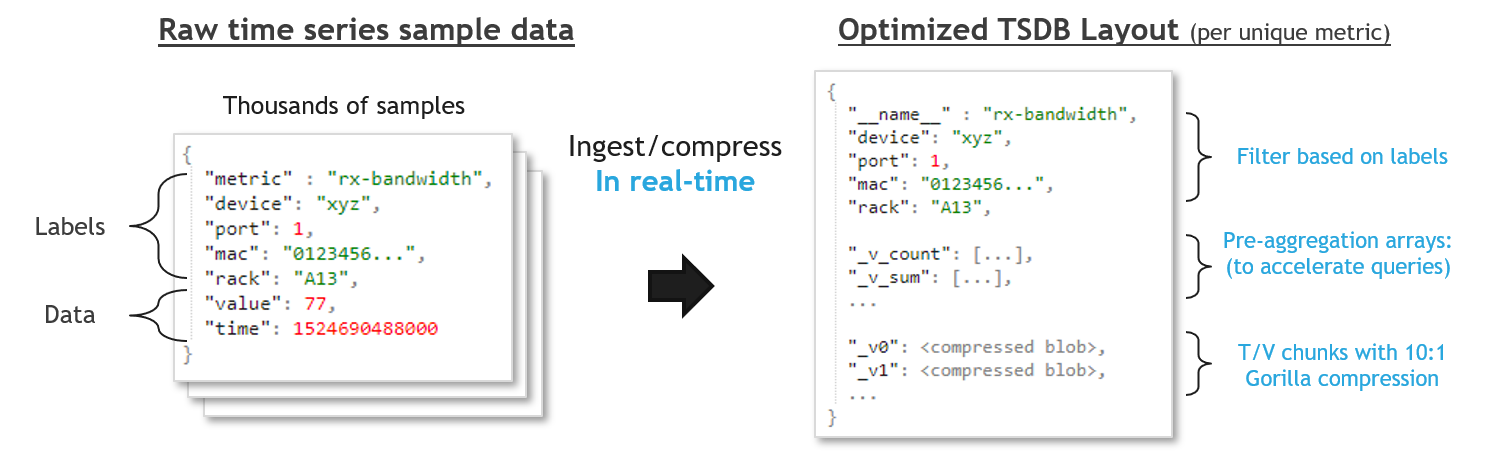 Raw time series sample data
Thousands of samples
Labels
Data
{
"metric" : "rx-bandwidth",
"device": "xyz",
"port": 1,
"mac": "0123456...",
"rack": "A13",
"value": 77,
"time": 1524690488000
}
Ingest/compress
In real-time
Optimized TSDB Layout (per unique metric)
{
"__name__" : "rx-bandwidth",
"device": "xyz",
"port": 1,
"mac": "0123456...",
"rack": "A13",
"_v_count": [...],
"_v_sum": [...],
...
"_v0": <compressed blob>,
"_v1": <compressed blob>,
...
}
Filter based on labels
Pre-aggregation arrays:
(to accelerate queries)
T/V chunks with 10:1
Gorilla compression